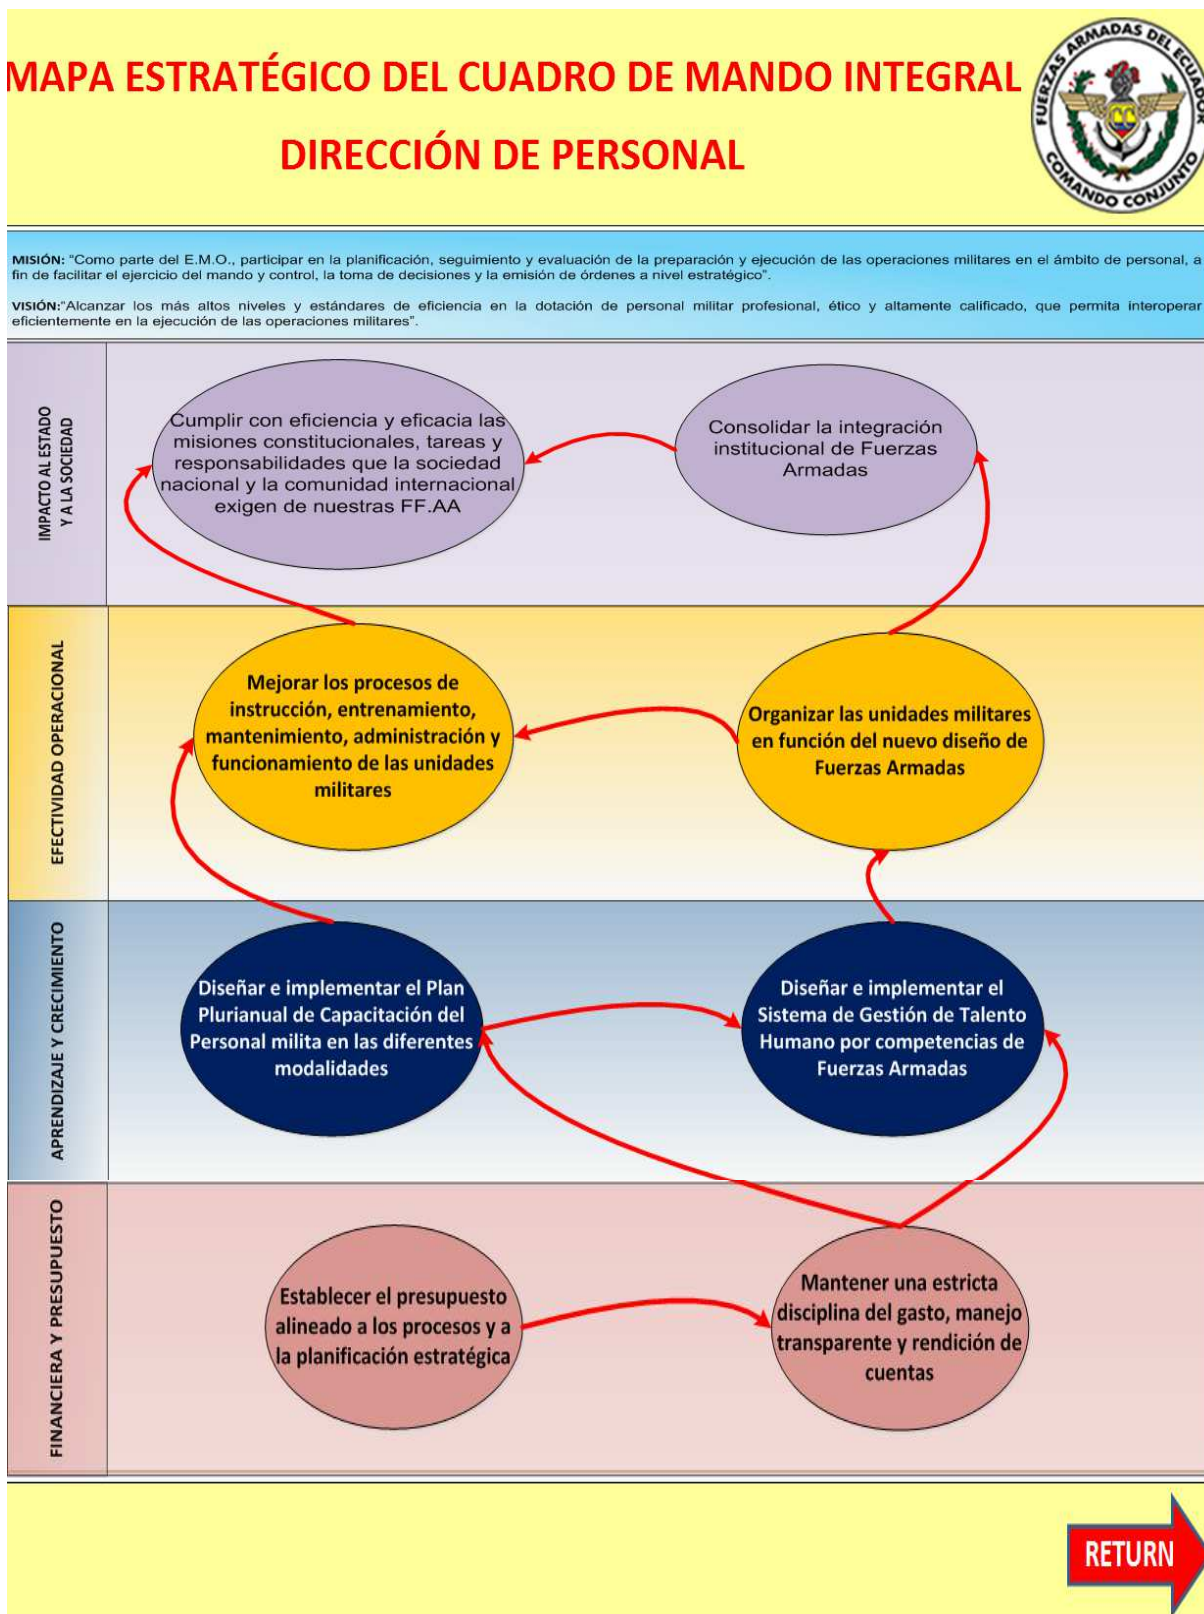 MAPA ESTRATÉGICO DEL CUADRO DE MANDO INTEGRAL
DIRECCIÓN DE PERSONAL
FUERZAS ARMADAS DEL ECUADOR
COMANDO CONJUNTO
MISIÓN: "Como parte del E.M.O., participar en la planificación, seguimiento y evaluación de la preparación y ejecución de las operaciones militares en el ámbito de personal, a
fin de facilitar el ejercicio del mando y control, la toma de decisiones y la emisión de órdenes a nivel estratégico".
VISIÓN:"Alcanzar los más altos niveles y estándares de eficiencia en la dotación de personal militar profesional, ético y altamente calificado, que permita interoperar
eficientemente en la ejecución de las operaciones militares".
IMPACTO AL ESTADO
Y A LA SOCIEDAD
Cumplir con eficiencia y eficacia las
misiones constitucionales, tareas y
responsabilidades que la sociedad
nacional y la comunidad internacional
exigen de nuestras FF.AA
Consolidar la integración
institucional de Fuerzas
Armadas
EFECTIVIDAD OPERACIONAL
Mejorar los procesos de
instrucción, entrenamiento,
mantenimiento, administración y
funcionamiento de las unidades
militares
Organizar las unidades militares
en función del nuevo diseño de
Fuerzas Armadas
APRENDIZAJE Y CRECIMIENTO
Diseñar e implementar el Plan
Plurianual de Capacitación del
Personal milita en las diferentes
modalidades
Diseñar e implementar el
Sistema de Gestión de Talento
Humano por competencias de
Fuerzas Armadas
FINANCIERA Y PRESUPUESTO
Establecer el presupuesto
alineado a los procesos y a
la planificación estratégica
Mantener una estricta
disciplina del gasto, manejo
transparente y rendición de
cuentas
RETURN